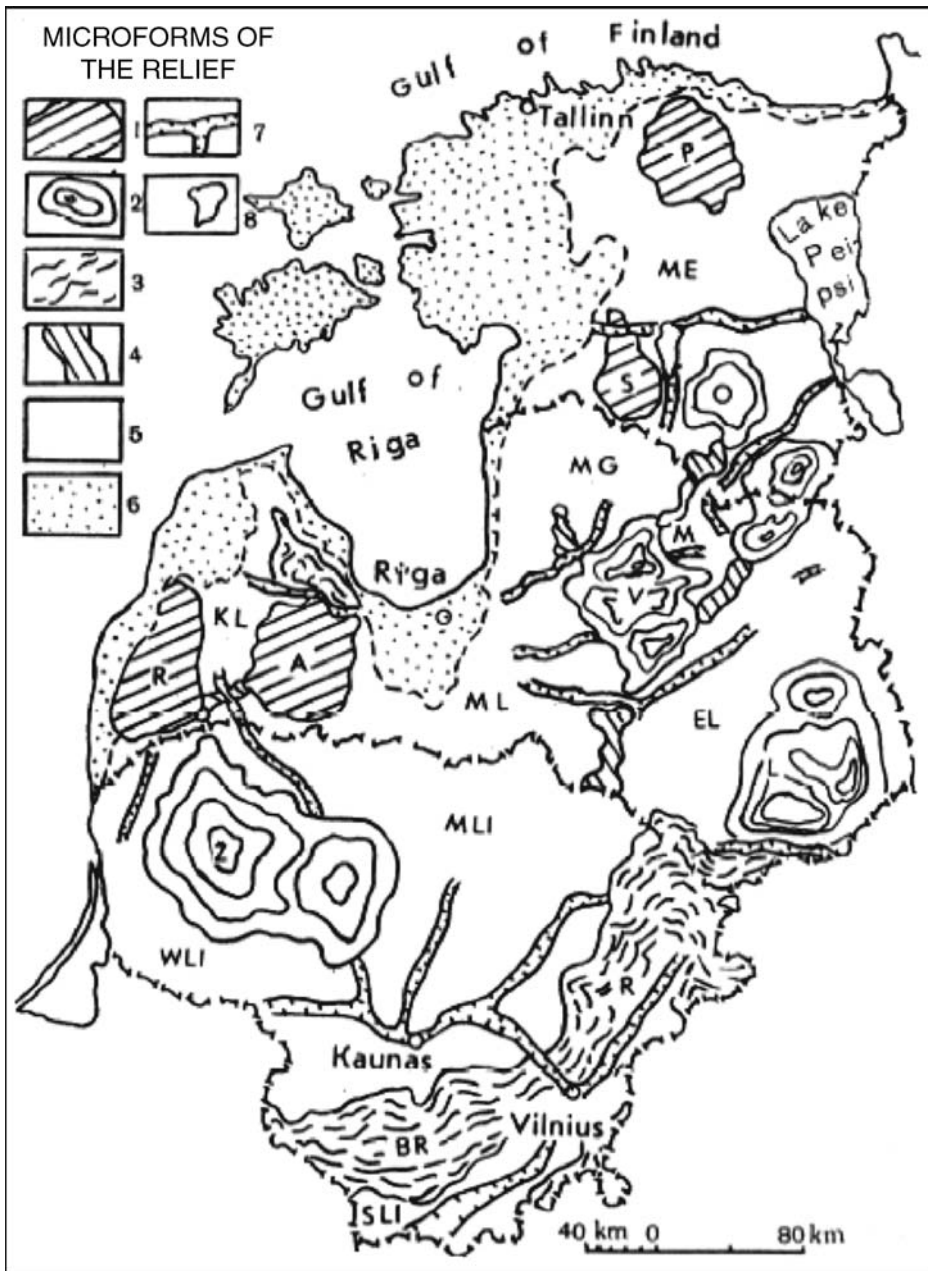 MICROFORMS OF
THE RELIEF
1
7
2
8
3
4
5
6
Gulf of Finland
Tallinn
P
Lake
Pei-
psi
ME
S
Gulf of
Riga
MG
M
Riga
V
KL
R
A
ML
EL
L
MLI
2
WLI
R
Kaunas
Vilnius
BR
SLI
40 km 0 80 km